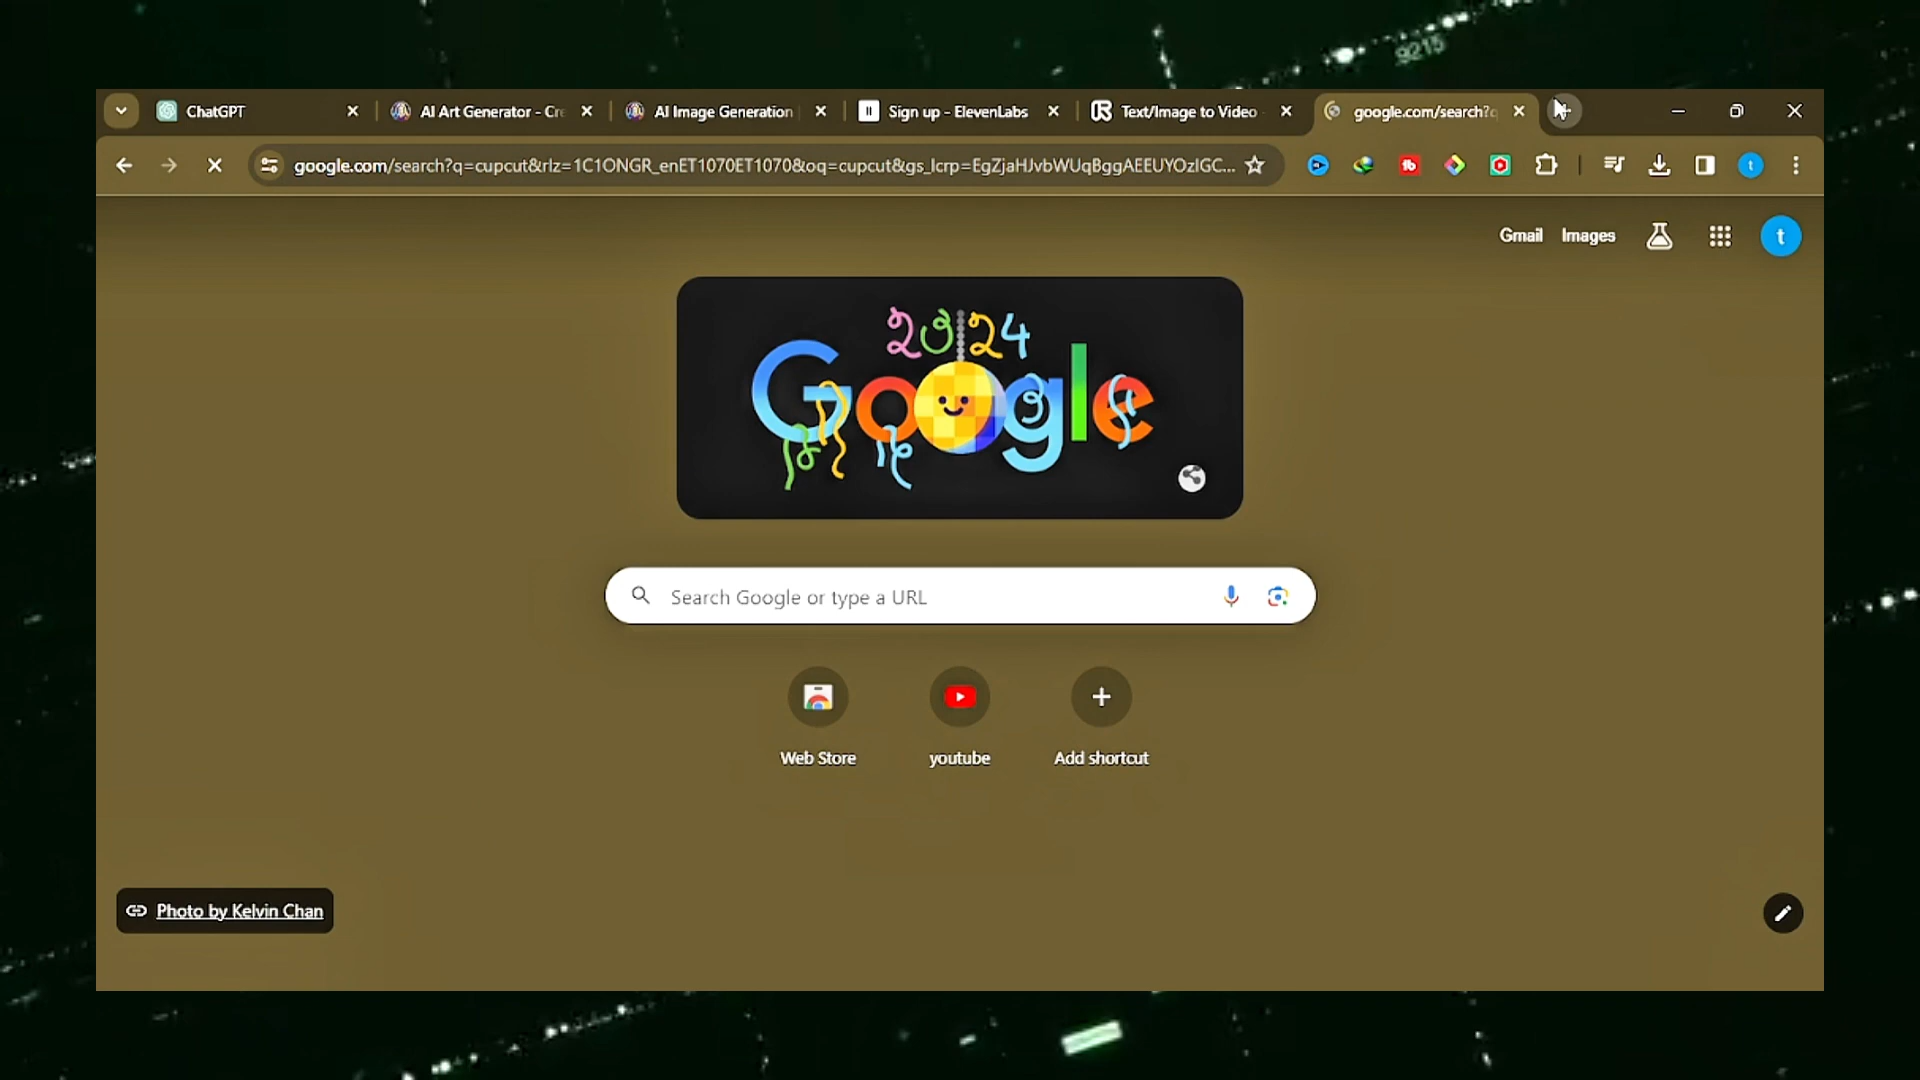 9215
ChatGPT
AI Art Generator - Cre
AI Image Generation
Sign up - ElevenLabs
Text/Image to Video
google.com/search?q
google.com/search?q=cupcut&rlz=1C1ONGR_enET1070ET1070&oq=cupcut&gs_lcrp=EgZjaHJvbWUqBggAEEUYOzIGC...
Gmail Images
t
2024
Google
Search Google or type a URL
Web Store
youtube
Add shortcut
Photo by Kelvin Chan